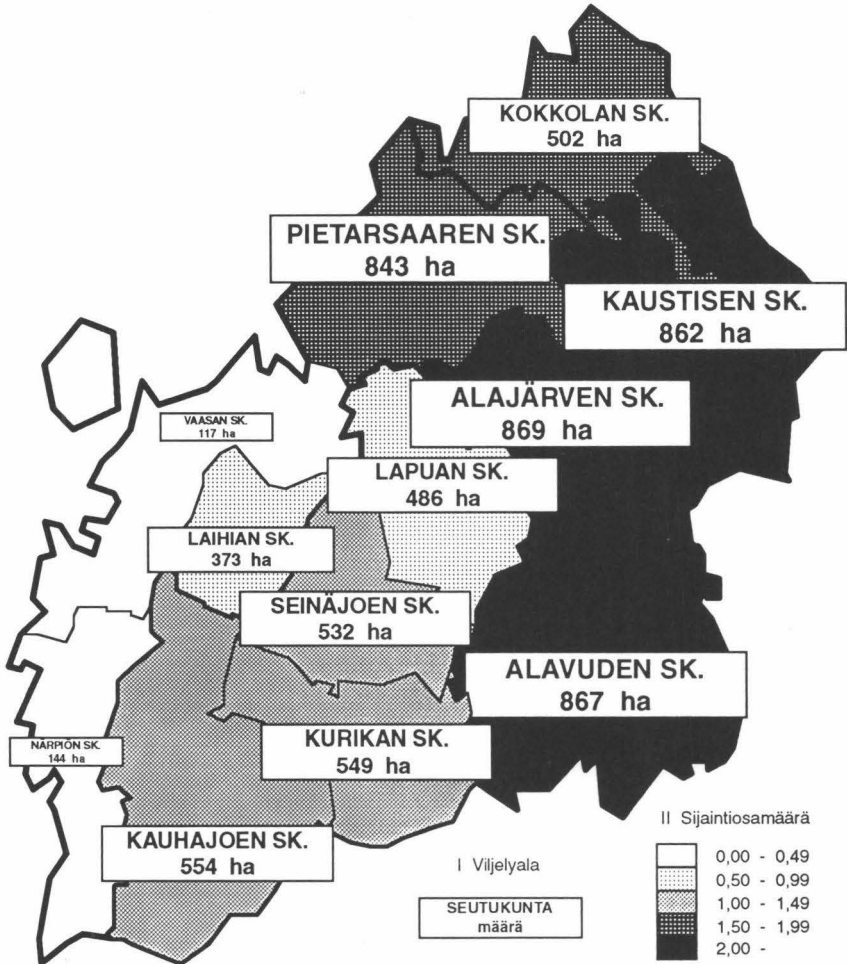 KOKKOLAN SK.
502 ha
PIETARSAAREN SK.
843 ha
KAUSTISEN SK.
862 ha
ALAJÄRVEN SK.
869 ha
VAASAN SK.
117 ha
LAPUAN SK.
486 ha
LAIHIAN SK.
373 ha
SEINÄJOEN SK.
532 ha
ALAVUDEN SK.
867 ha
NÄRPIÖN SK.
144 ha
KURIKAN SK.
549 ha
KAUHAJOEN SK.
554 ha
I Viljelyala
SEUTUKUNTA
määrä
II Sijaintiosamäärä
0,00 - 0,49
0,50 - 0,99
1,00 - 1,49
1,50 - 1,99
2,00 -